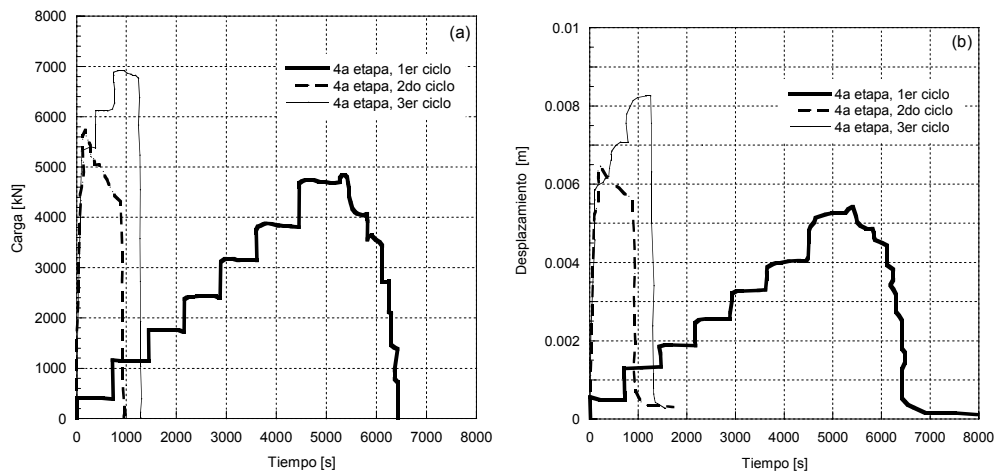 (a)
4a etapa, 1er ciclo
4a etapa, 2do ciclo
4a etapa, 3er ciclo
Carga [kN]
8000
7000
6000
5000
4000
3000
2000
1000
0
0 1000 2000 3000 4000 5000 6000 7000 8000
Tiempo [s]
(b)
4a etapa, 1er ciclo
4a etapa, 2do ciclo
4a etapa, 3er ciclo
Desplazamiento [m]
0.01
0.008
0.006
0.004
0.002
0
0 1000 2000 3000 4000 5000 6000 7000 8000
Tiempo [s]